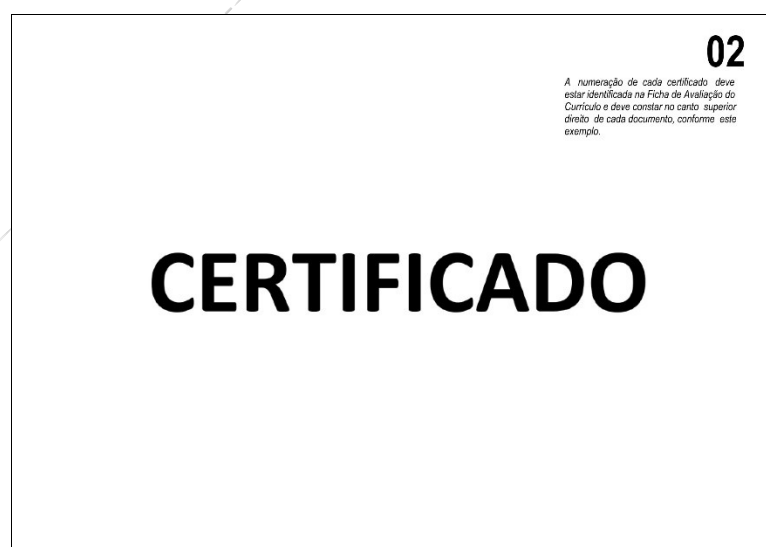 02
A numeração de cada certificado deve
estar identificada na Ficha de Avaliação do
Currículo e deve constar no canto superior
direito de cada documento, conforme este
exemplo.
CERTIFICADO